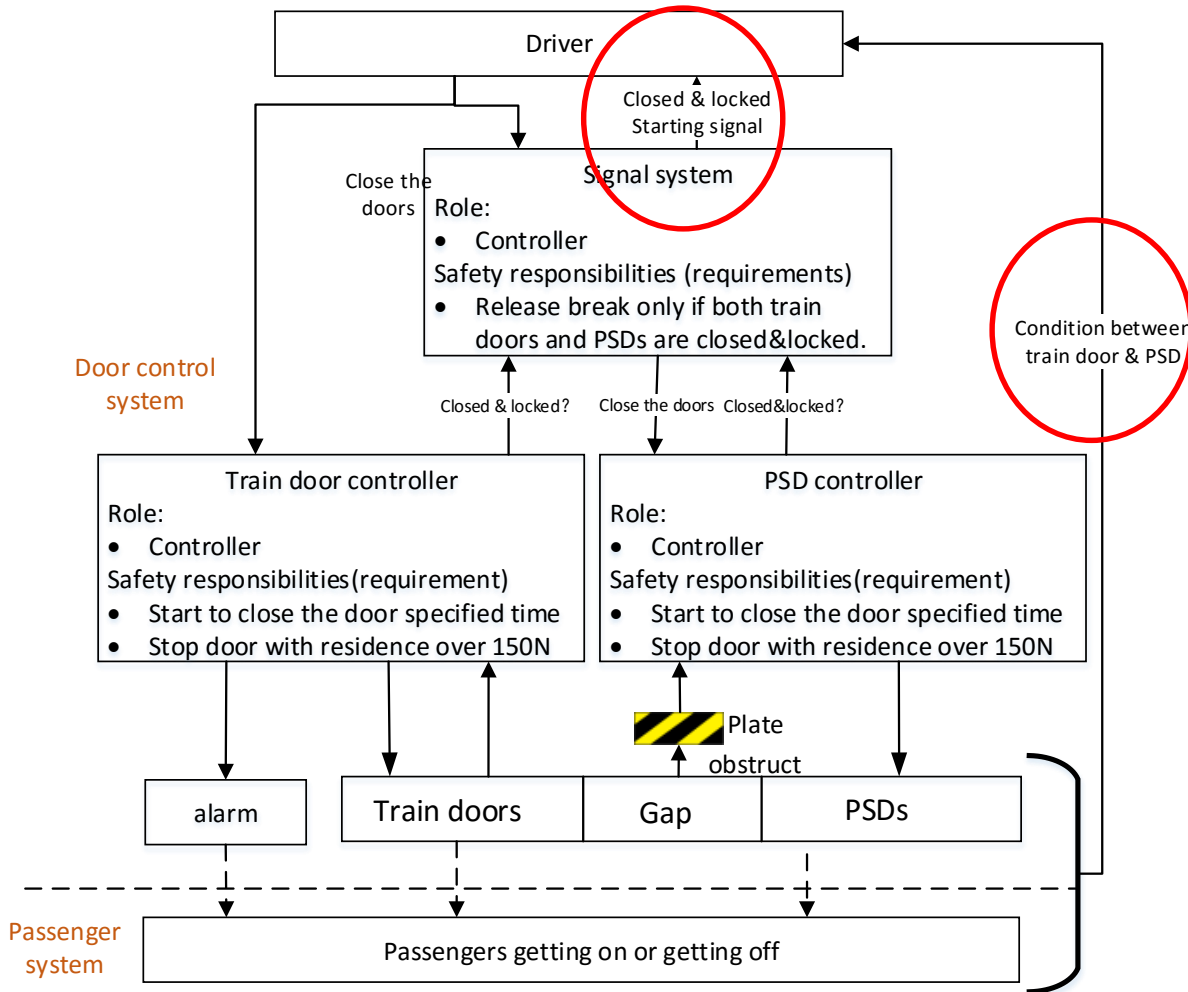 Driver
Closed & locked
Starting signal
Close the
doors
Signal system
Role:
• Controller
Safety responsibilities (requirements)
• Release break only if both train
doors and PSDs are closed&locked.
Condition between
train door & PSD
Door control
system
Closed & locked?
Close the doors
Closed&locked?
Train door controller
Role:
• Controller
Safety responsibilities(requirement)
• Start to close the door specified time
• Stop door with residence over 150N
PSD controller
Role:
• Controller
Safety responsibilities(requirement)
• Start to close the door specified time
• Stop door with residence over 150N
Plate
obstruct
alarm
Train doors
Gap
PSDs
Passenger
system
Passengers getting on or getting off